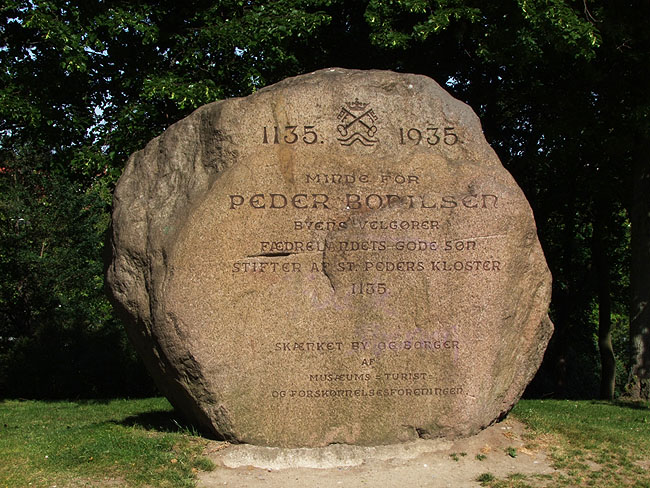 1135. 1935.
MINDE FOR
PEDER BODILSEN
BYENS VELGØRER
FÆDRELANDETS GODE SØN
STIFTER AF ST. PEDERS KLOSTER
1135.
SKÆNKET BY OG BORGER
AF
MUSÆUMS-TURIST-
OG FORSKØNNELSESFORENINGEN.